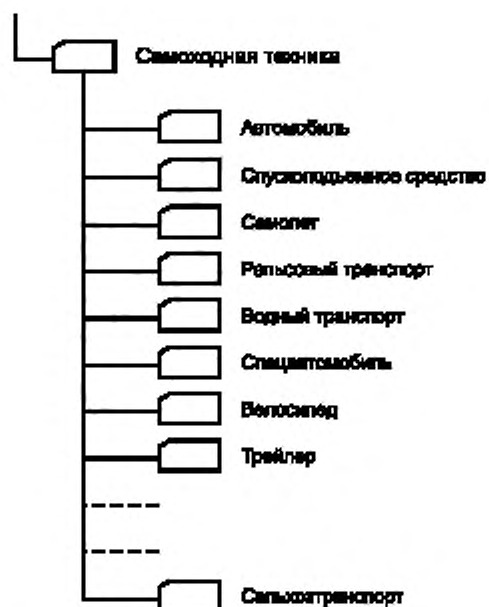 Самоходная техника
Автомобиль
Спускоподъемное средство
Самолет
Рельсовый транспорт
Водный транспорт
Спецавтомобиль
Велосипед
Трейлер
Сельхозтранспорт